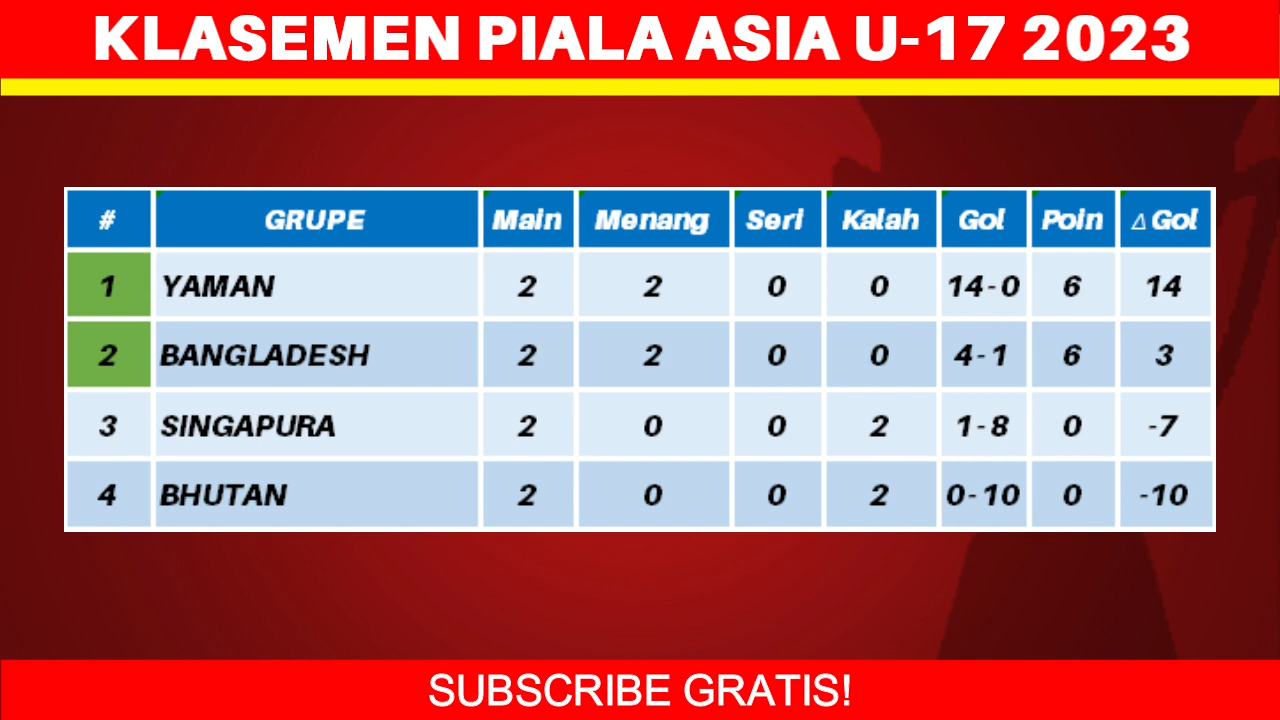 KLASEMEN PIALA ASIA U-17 2023
# GRUPE Main Menang Seri Kalah Gol Poin △ Gol
1 YAMAN 2 2 0 0 14-0 6 14
2 BANGLADESH 2 2 0 0 4-1 6 3
3 SINGAPURA 2 0 0 2 1-8 0 -7
4 BHUTAN 2 0 0 2 0-10 0 -10
SUBSCRIBE GRATIS!